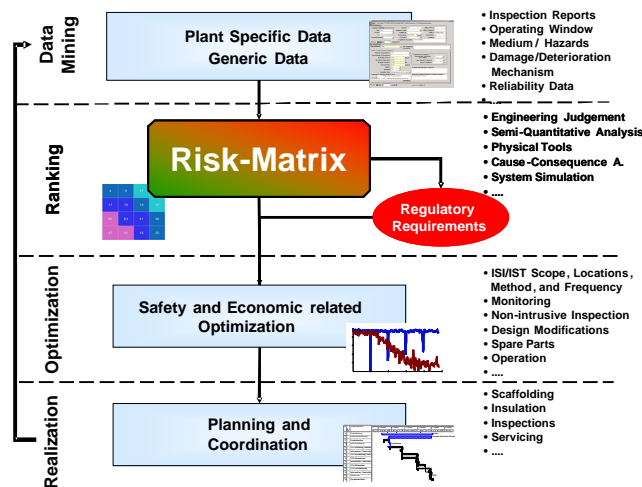 Data
Mining
Plant Specific Data
Generic Data
• Inspection Reports
• Operating Window
• Medium / Hazards
• Damage/Deterioration
Mechanism
• Reliability Data
• ....
Ranking
Risk-Matrix
Regulatory
Requirements
• Engineering Judgement
• Semi-Quantitative Analysis
• Physical Tools
• Cause-Consequence A.
• System Simulation
• ....
Optimization
Safety and Economic related
Optimization
• ISI/IST Scope, Locations,
Method, and Frequency
• Monitoring
• Non-intrusive Inspection
• Design Modifications
• Spare Parts
• Operation
• ....
Realization
Planning and
Coordination
• Scaffolding
• Insulation
• Inspections
• Servicing
• ....